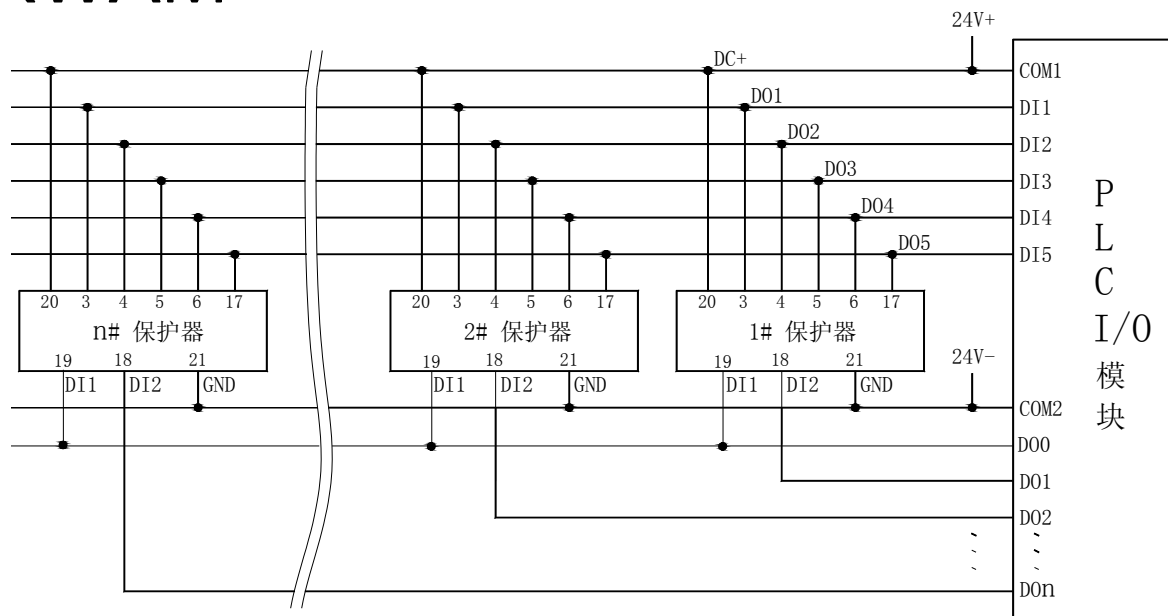 24V+
DC+
COM1
DO1
DI1
DO2
DI2
DO3
DI3
DO4
DI4
DO5
DI5
20 3 4 5 6 17
20 3 4 5 6 17
20 3 4 5 6 17
n# 保护器
2# 保护器
1# 保护器
19 18 21
19 18 21
19 18 21
24V-
DI1 DI2 GND
DI1 DI2 GND
DI1 DI2 GND
COM2
DO0
DO1
DO2
DOn
P
L
C
I/O
模
块